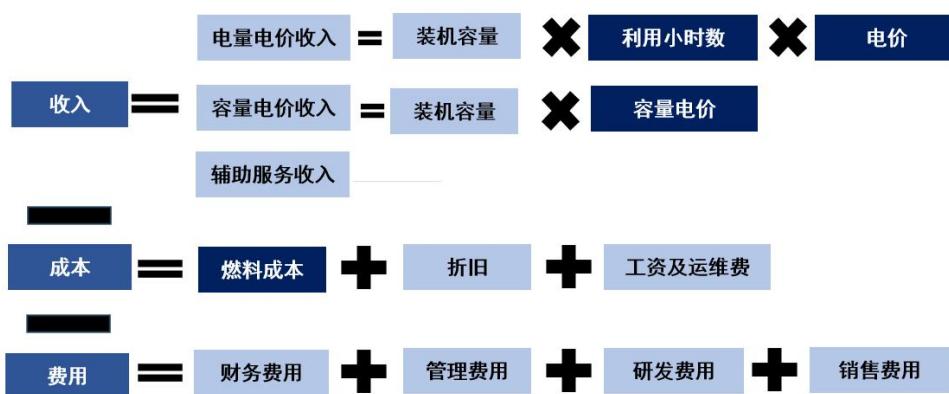 电量电价收入 = 装机容量 × 利用小时数 × 电价
收入 = 容量电价收入 = 装机容量 × 容量电价
辅助服务收入
—
成本 = 燃料成本 + 折旧 + 工资及运维费
—
费用 = 财务费用 + 管理费用 + 研发费用 + 销售费用